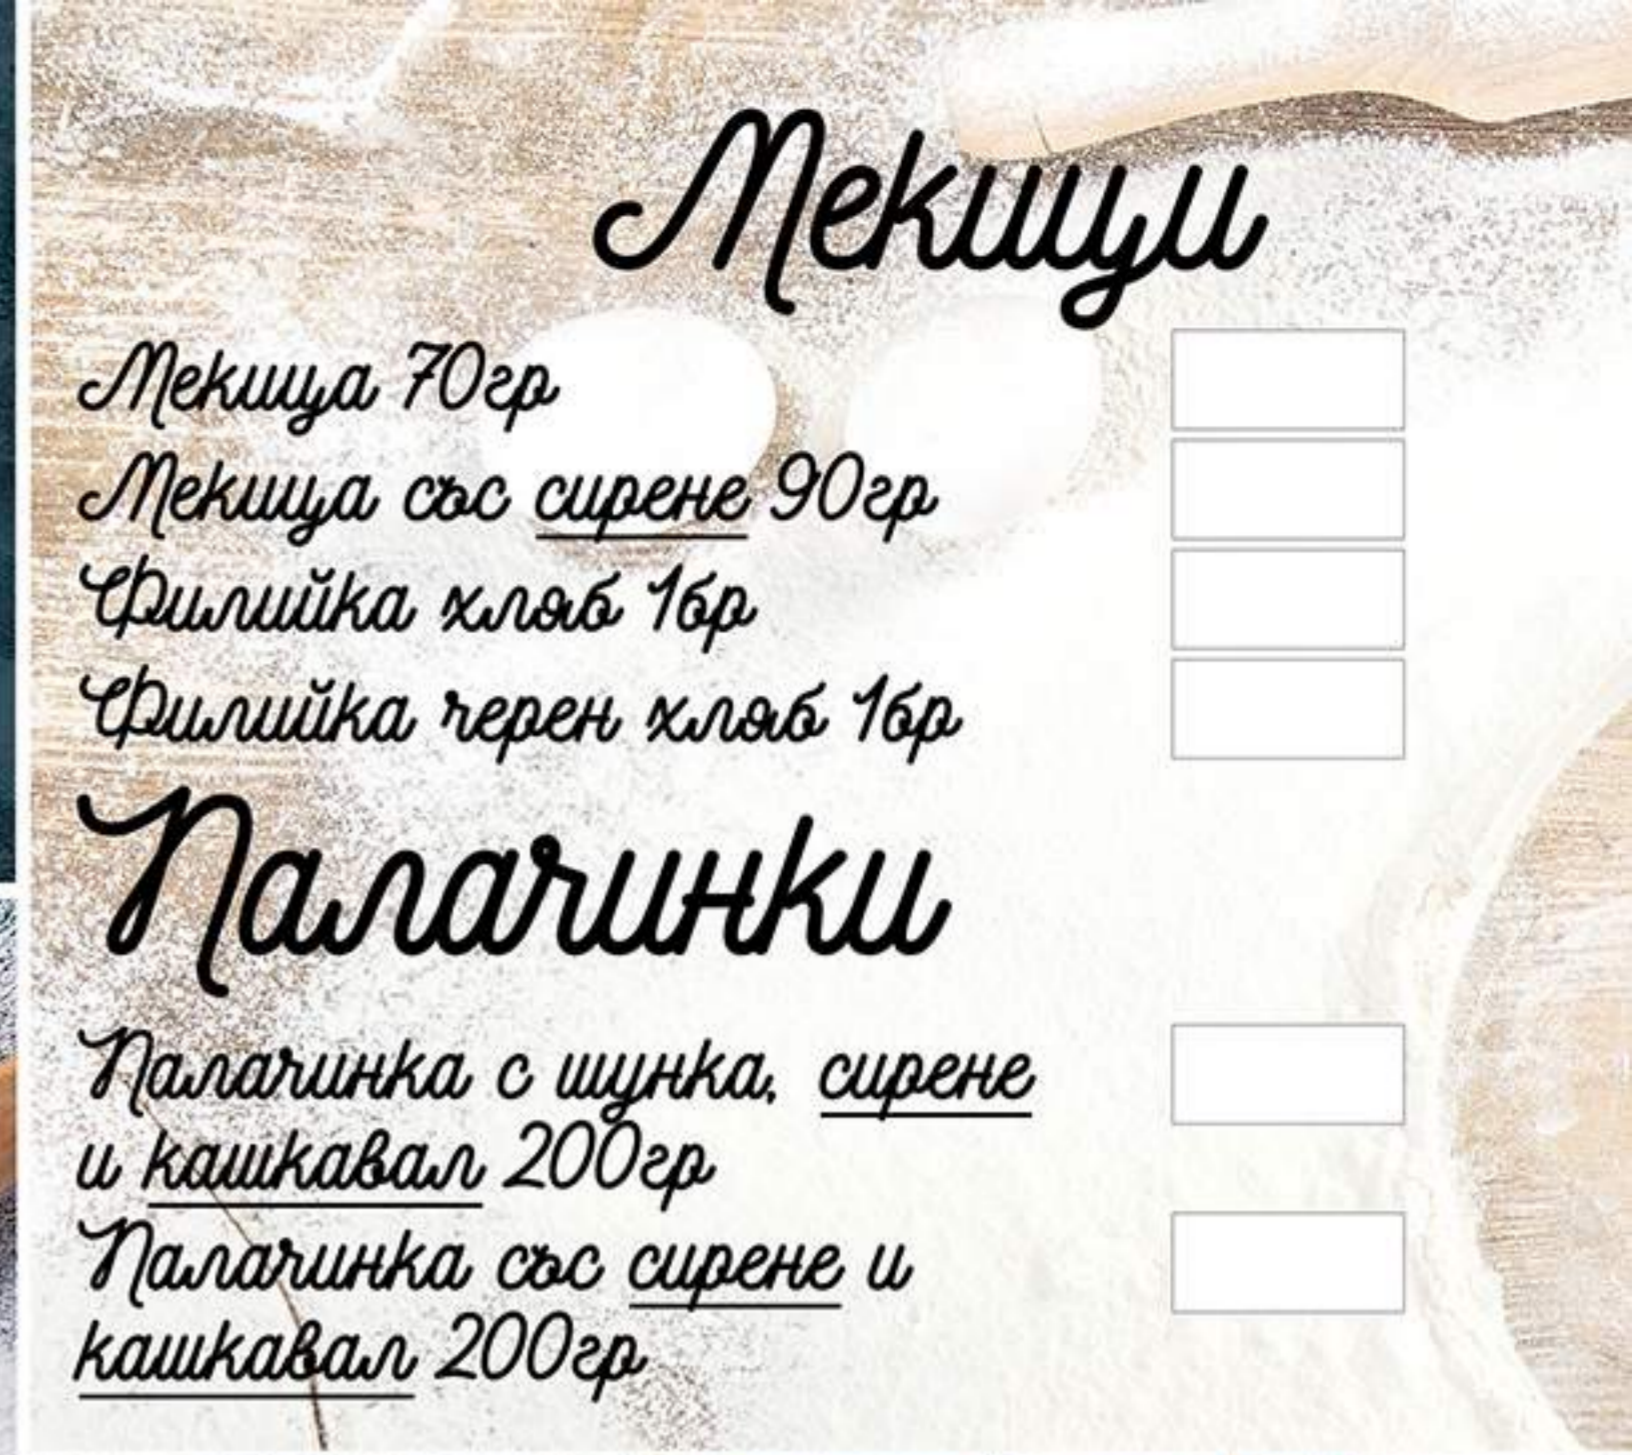 Мекици
Мекица 70гр
Мекица със сирене 90гр
Филийка хляб 1бр
Филийка черен хляб 1бр
Палачинки
Палачинка с шунка, сирене
и кашкавал 200гр
Палачинка със сирене и
кашкавал 200гр